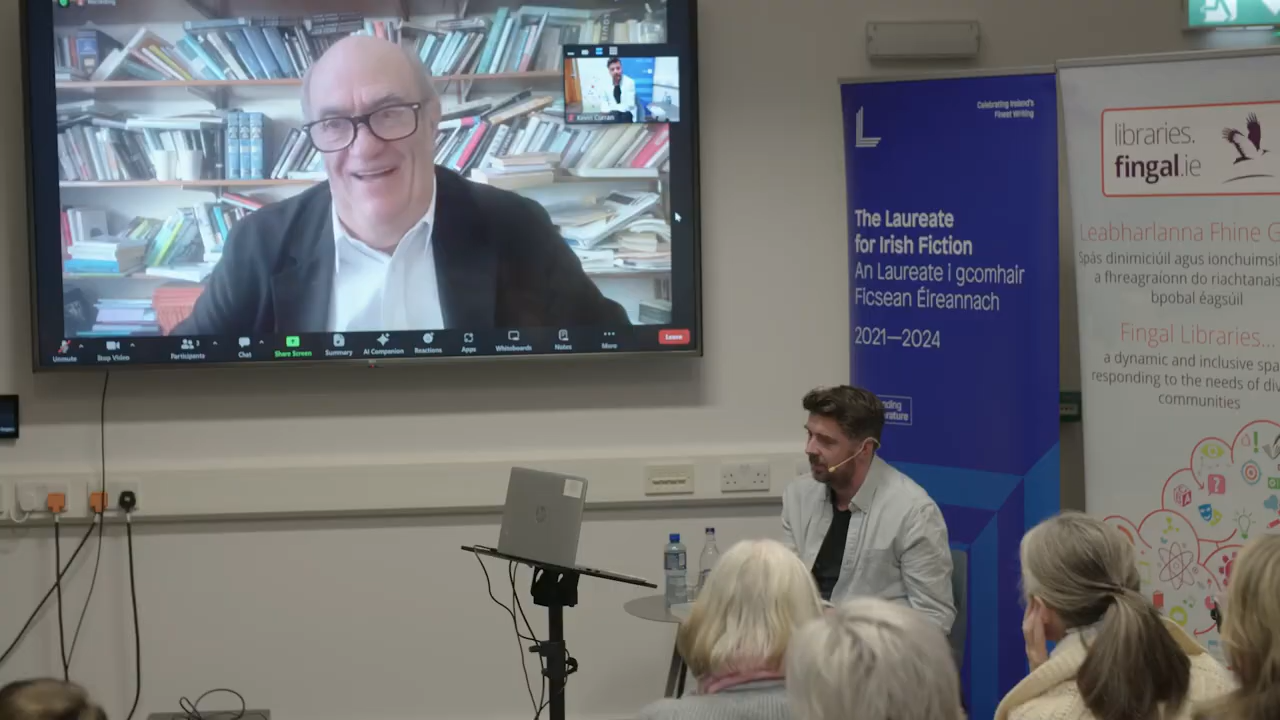 Recording
Kevin Curran
Unmute
Stop Video
Participants
3
Chat
Share Screen
Summary
AI Companion
Reactions
Apps
Whiteboards
Notes
More
Leave
hp
Celebrating Ireland's
Finest Writing
The Laureate
for Irish Fiction
An Laureate i gcomhair
Ficsean Éireannach
2021—2024
libraries.
fingal.ie
Leabharlanna Fhine G
Spás dinimiciúil agus ionchuimsit
a fhreagraíonn do riachtanais
bpobal éagsúil
Fingal Libraries...
a dynamic and inclusive spa
responding to the needs of div
communities